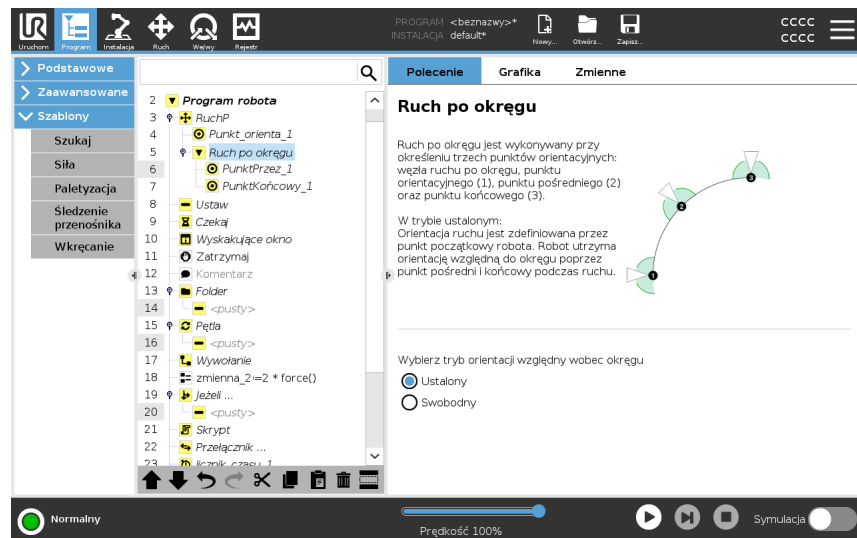 UR
Uruchom
Program
Instalacja
Ruch
We/wy
Rejestr
PROGRAM <beznazwy>*
INSTALACJA default*
Nowy...
Otwórz...
Zapisz...
CCCC
CCCC
Podstawowe
Zaawansowane
Szablony
Szukaj
Siła
Paletyzacja
Śledzenie
przenośnika
Wkręcanie
2 Program robota
3 RuchP
4 Punkt_orienta_1
5 Ruch po okręgu
6 PunktPrzez_1
7 PunktKońcowy_1
8 Ustaw
9 Czekaj
10 Wyskakujące okno
11 Zatrzymaj
12 Komentarz
13 Folder
14 <pusty>
15 Pętla
16 <pusty>
17 Wywołanie
18 zmienna_2≔2 * force()
19 Jeżeli ...
20 <pusty>
21 Skrypt
22 Przełącznik ...
23 licznik_czasu_1
Polecenie
Grafika
Zmienne
Ruch po okręgu
Ruch po okręgu jest wykonywany przy
określeniu trzech punktów orientacyjnych:
węzła ruchu po okręgu, punktu
orientacyjnego (1), punktu pośredniego (2)
oraz punktu końcowego (3).
W trybie ustalonym:
Orientacja ruchu jest zdefiniowana przez
punkt początkowy robota. Robot utrzyma
orientację względną do okręgu poprzez
punkt pośredni i końcowy podczas ruchu.
3
2
1
Wybierz tryb orientacji względny wobec okręgu
Ustalony
Swobodny
Normalny
Prędkość 100%
Symulacja